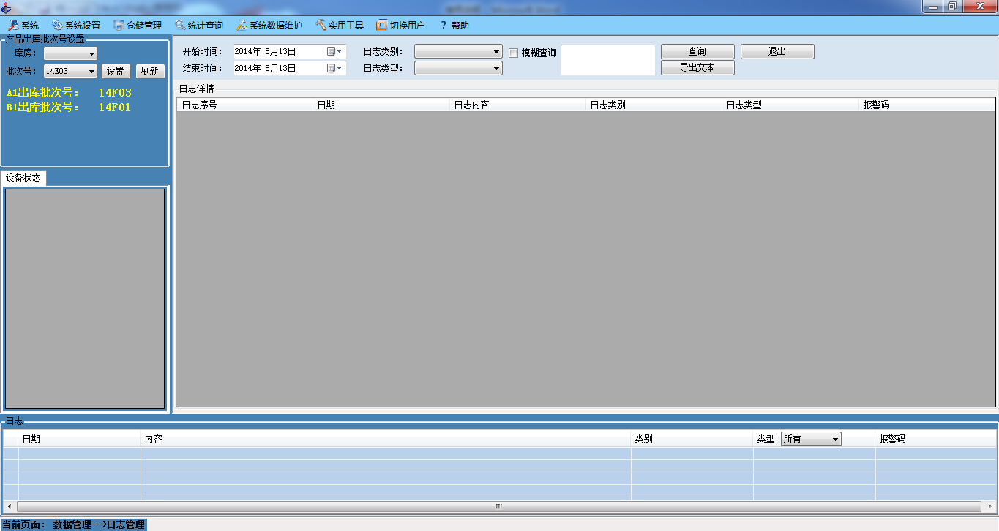 系统 系统设置 仓储管理 统计查询 系统数据维护 实用工具 切换用户 ? 帮助
产品出库批次号设置
库房:
批次号: 14E03 设置 刷新
A1出库批次号: 14F03
B1出库批次号: 14F01
设备状态
开始时间: 2014年 8月13日 日志类别: 模糊查询 查询 退出
结束时间: 2014年 8月13日 日志类型: 导出文本
日志详情
日志序号 日期 日志内容 日志类别 日志类型 报警码
日志
日期 内容 类别 类型 所有 报警码
当前页面: 数据管理-->日志管理